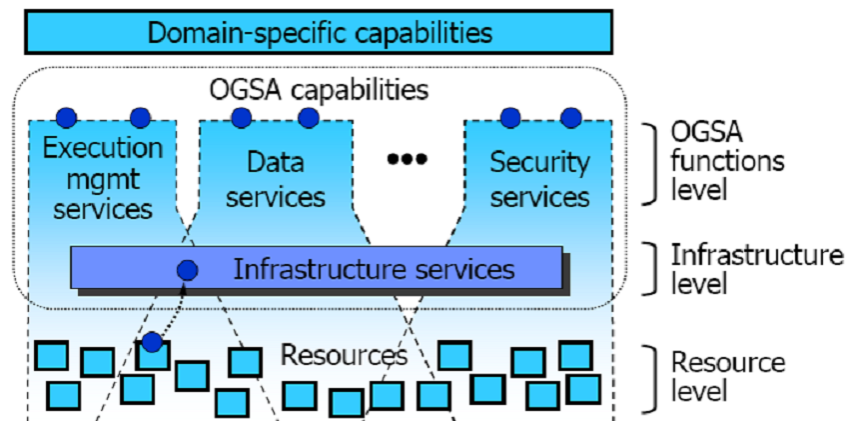 Domain-specific capabilities
OGSA capabilities
Execution
mgmt
services
Data
services
•••
Security
services
OGSA
functions
level
Infrastructure services
Infrastructure
level
Resources
Resource
level